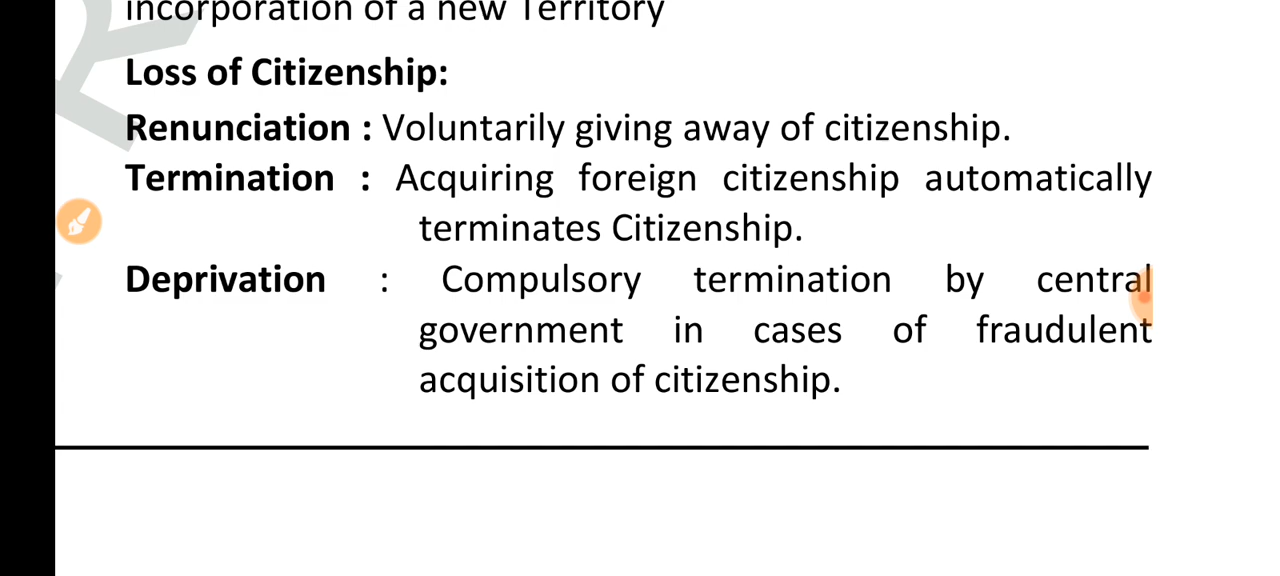 incorporation of a new Territory
Loss of Citizenship:
Renunciation : Voluntarily giving away of citizenship.
Termination : Acquiring foreign citizenship automatically
terminates Citizenship.
Deprivation : Compulsory termination by central
government in cases of fraudulent
acquisition of citizenship.